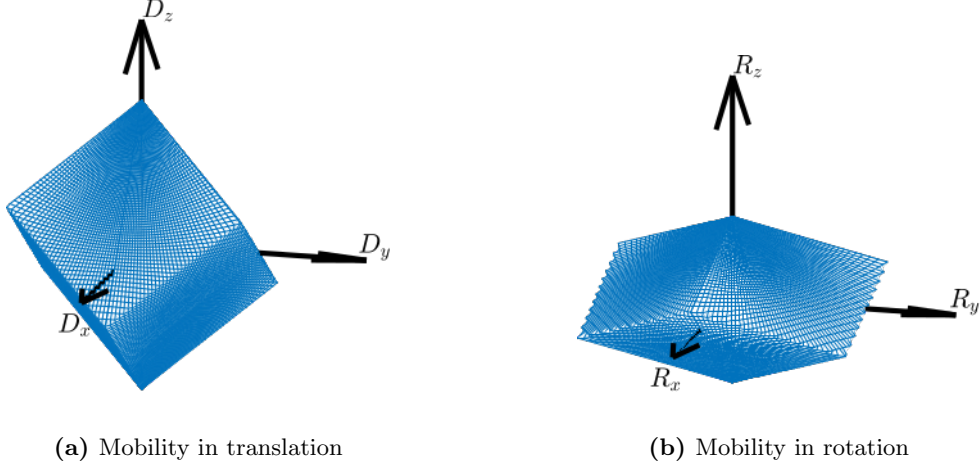 D_z
D_y
D_x
R_z
R_y
R_x
(a) Mobility in translation
(b) Mobility in rotation